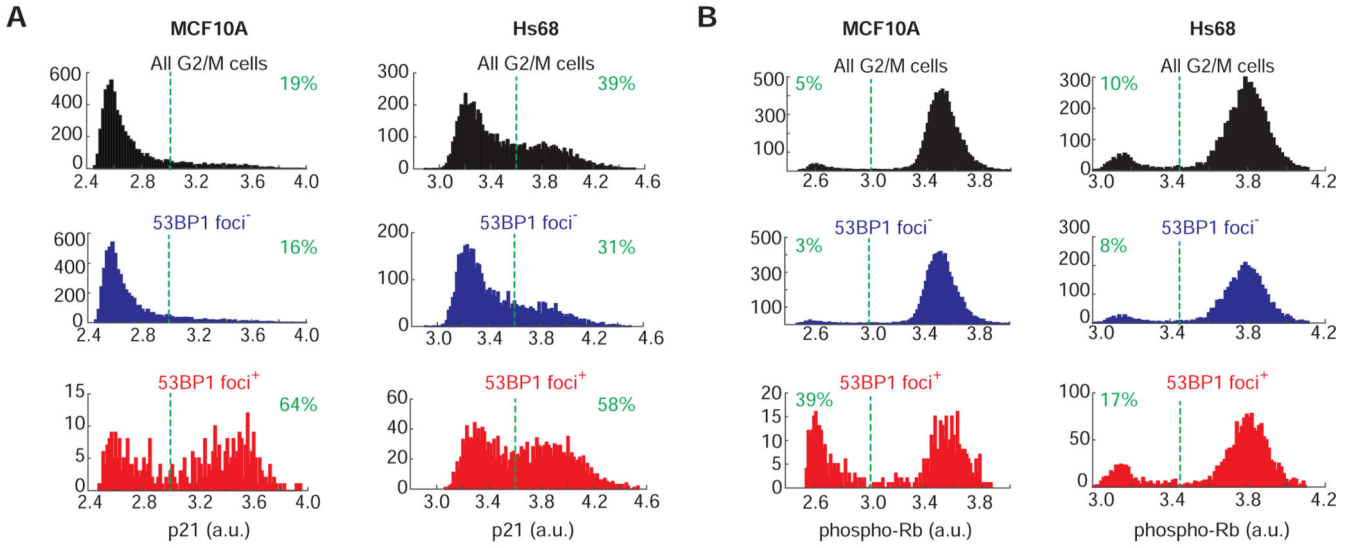 A
B
MCF10A
Hs68
MCF10A
Hs68
All G2/M cells
All G2/M cells
All G2/M cells
All G2/M cells
600
400
200
0
19%
2.4 2.8 3.2 3.6 4.0
300
200
100
0
39%
3.0 3.4 3.8 4.2 4.6
500
300
100
5%
2.6 3.0 3.4 3.8
300
200
100
0
10%
3.0 3.4 3.8 4.2
53BP1 foci⁻
53BP1 foci⁻
53BP1 foci⁻
53BP1 foci⁻
600
400
200
0
16%
2.4 2.8 3.2 3.6 4.0
200
100
0
31%
3.0 3.4 3.8 4.2 4.6
500
300
100
3%
2.6 3.0 3.4 3.8
300
200
100
0
8%
3.0 3.4 3.8 4.2
53BP1 foci⁺
53BP1 foci⁺
53BP1 foci⁺
53BP1 foci⁺
15
10
5
0
64%
2.4 2.8 3.2 3.6 4.0
60
40
20
0
58%
3.0 3.4 3.8 4.2 4.6
20
15
10
5
0
39%
2.6 3.0 3.4 3.8
100
50
0
17%
3.0 3.4 3.8 4.2
p21 (a.u.)
p21 (a.u.)
phospho-Rb (a.u.)
phospho-Rb (a.u.)